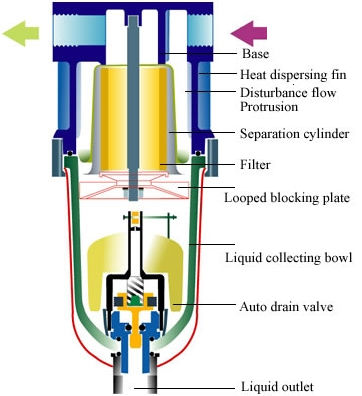 Base
Heat dispersing fin
Disturbance flow
Protrusion
Separation cylinder
Filter
Looped blocking plate
Liquid collecting bowl
Auto drain valve
Liquid outlet